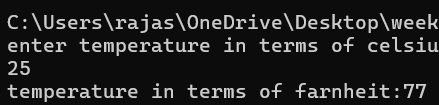 C:\Users\rajas\OneDrive\Desktop\week
enter temperature in terms of celsiu
25
temperature in terms of farnheit:77